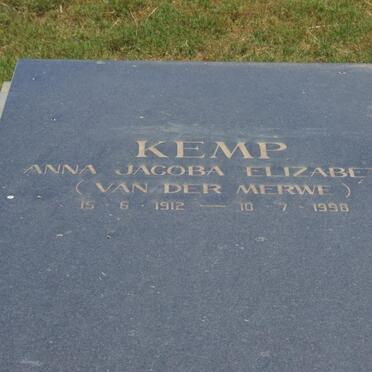 KEMP
ANNA JACOBA ELIZABE
(VAN DER MERWE)
15 6 1912 — 10 7 1998